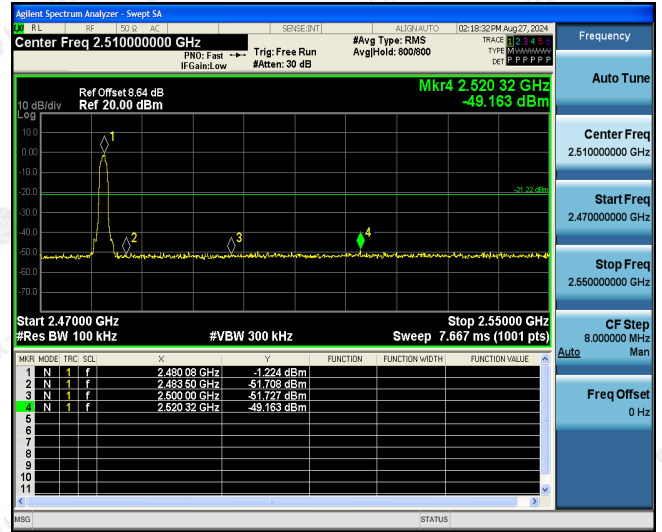 Agilent Spectrum Analyzer - Swept SA
RL RF 50 Ω AC SENSE:INT ALIGN AUTO 02:18:32 PM Aug 27, 2024
Center Freq 2.510000000 GHz
PNO: Fast
IFGain:Low
Trig: Free Run
#Atten: 30 dB
#Avg Type: RMS
Avg|Hold: 800/800
TRACE 1 2 3 4 5 6
TYPE M
DET P P P P P P
Ref Offset 8.64 dB
Ref 20.00 dBm
10 dB/div
Log
Mkr4 2.520 32 GHz
-49.163 dBm
10.0
0.00
-10.0
-20.0
-30.0
-40.0
-50.0
-60.0
-70.0
1
2
3
4
-21.22 dBm
Start 2.47000 GHz
Stop 2.55000 GHz
#Res BW 100 kHz
#VBW 300 kHz
Sweep 7.667 ms (1001 pts)
MKR MODE TRC SCL X Y FUNCTION FUNCTION WIDTH FUNCTION VALUE
1 N 1 f 2.480 08 GHz -1.224 dBm
2 N 1 f 2.483 50 GHz -51.708 dBm
3 N 1 f 2.500 00 GHz -51.727 dBm
4 N 1 f 2.520 32 GHz -49.163 dBm
5
6
7
8
9
10
11
MSG
STATUS
Frequency
Auto Tune
Center Freq
2.510000000 GHz
Start Freq
2.470000000 GHz
Stop Freq
2.550000000 GHz
CF Step
8.000000 MHz
Auto Man
Freq Offset
0 Hz